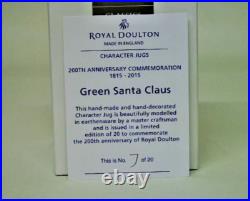 ROYAL DOULTON
MADE IN ENGLAND
CHARACTER JUGS
200TH ANNIVERSARY COMMEMORATION
1815 - 2015
Green Santa Claus
This hand-made and hand-decorated
Character Jug is beautifully modelled
in earthenware by a master craftsman
and is issued in a limited
edition of 20 to commemorate
the 200th anniversary of Royal Doulton
This is No. 7 of 20